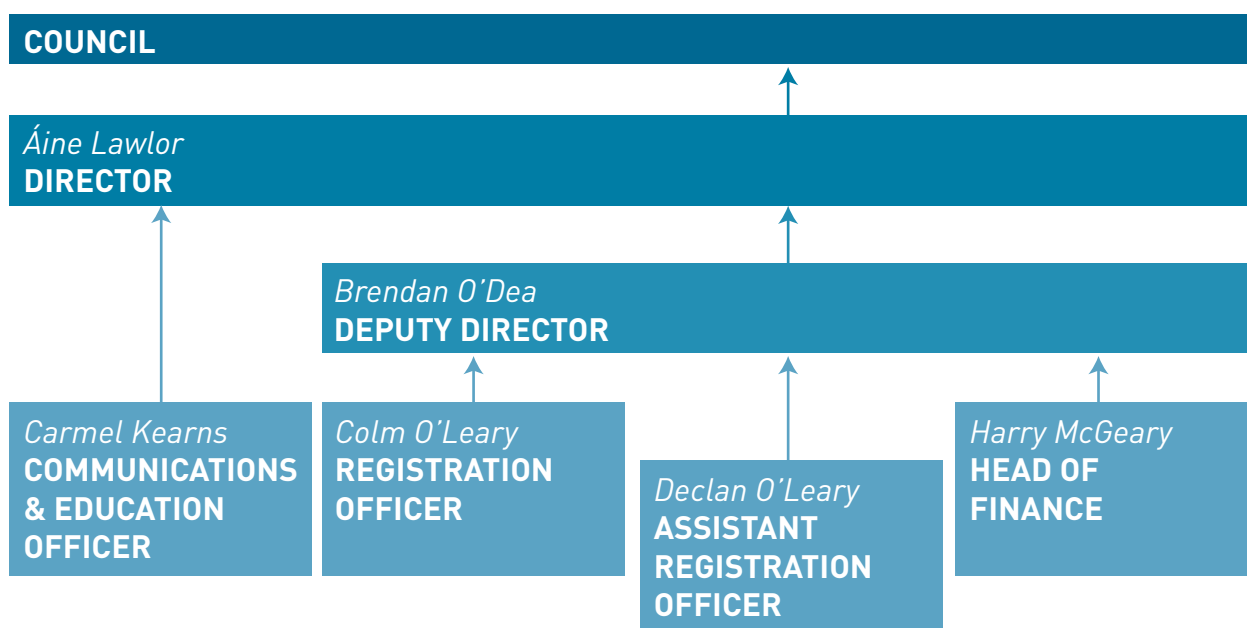 COUNCIL
Áine Lawlor
DIRECTOR
Brendan O’Dea
DEPUTY DIRECTOR
Carmel Kearns
COMMUNICATIONS
& EDUCATION
OFFICER
Colm O’Leary
REGISTRATION
OFFICER
Declan O’Leary
ASSISTANT
REGISTRATION
OFFICER
Harry McGeary
HEAD OF
FINANCE